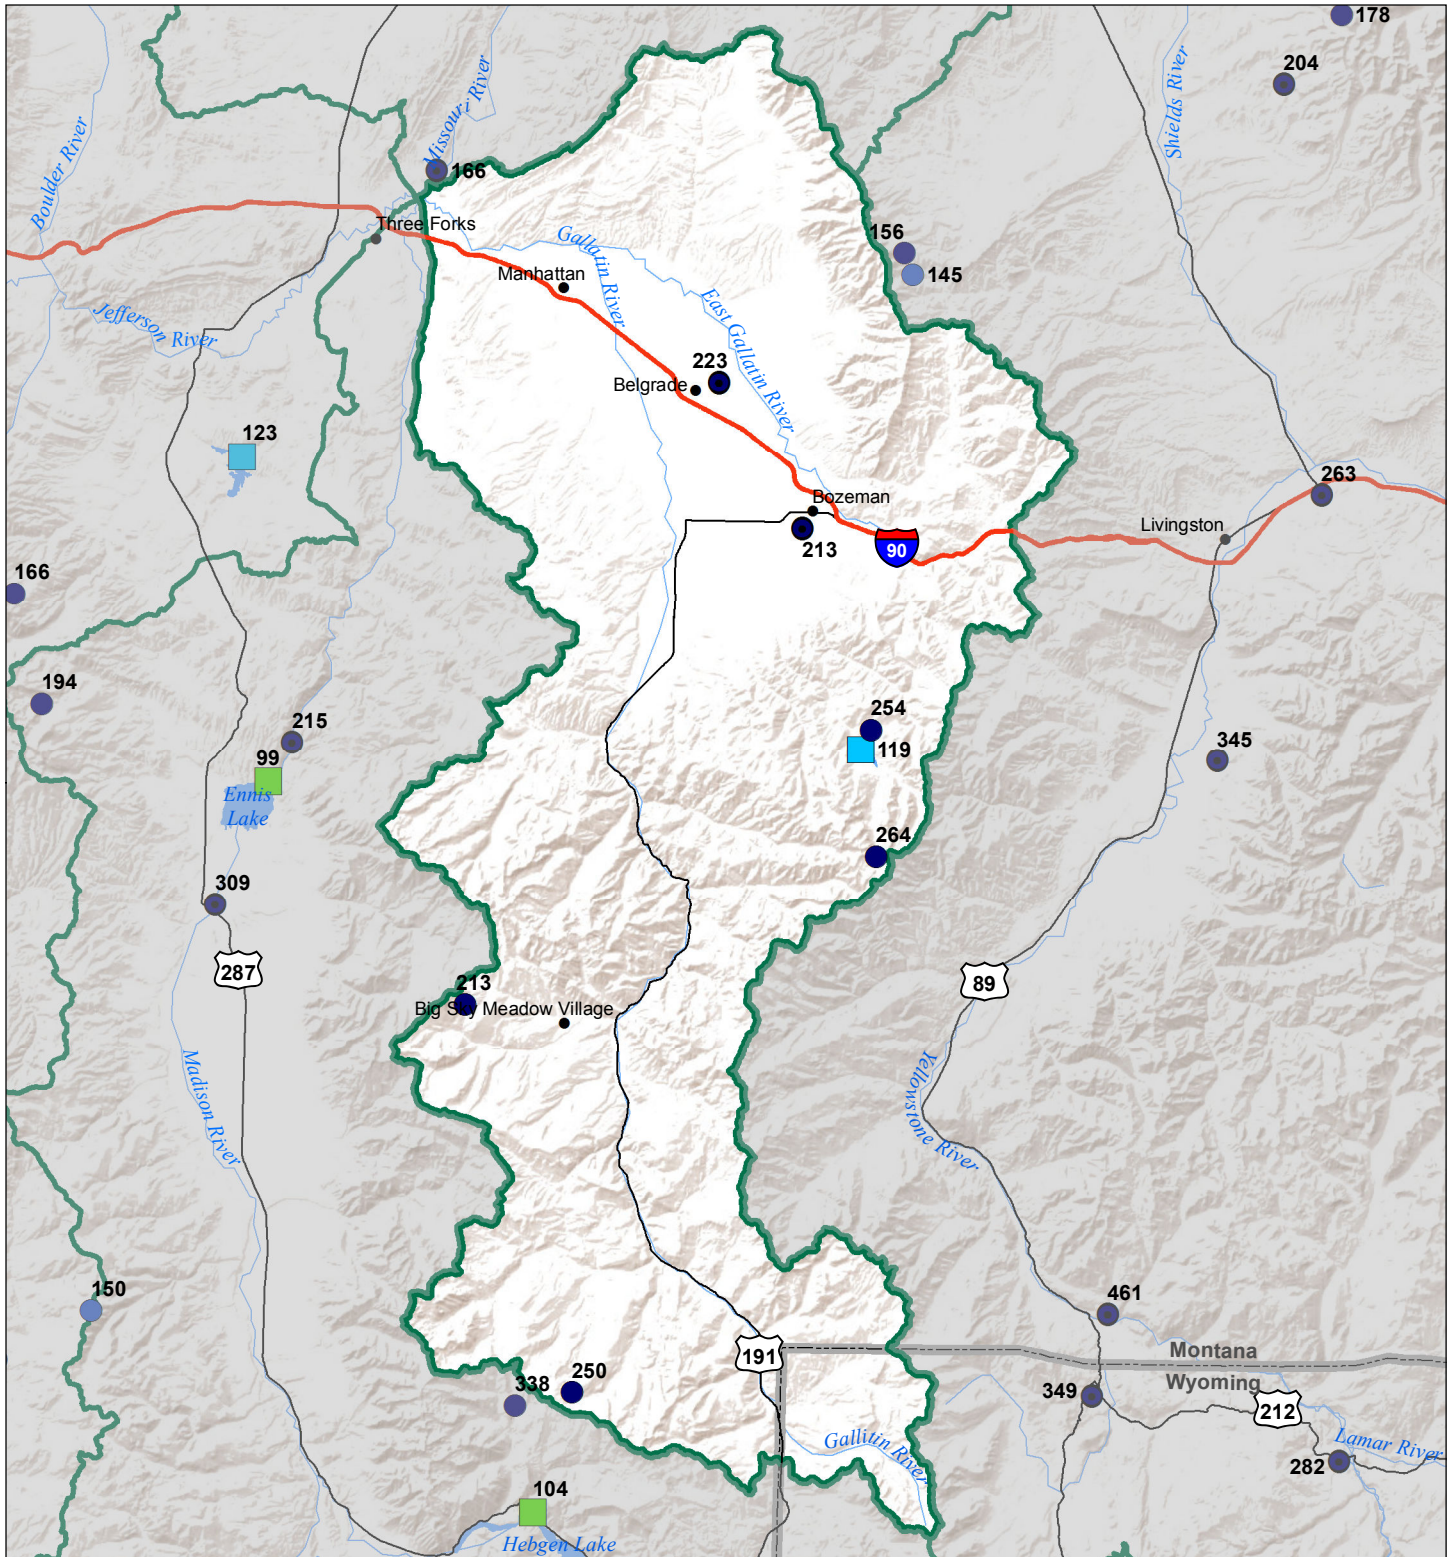 178
204
Shields River
Missouri River
Boulder River
166
Three Forks
156
145
Gallatin River
Manhattan
East Gallatin River
Jefferson River
223
Belgrade
123
263
Bozeman
Livingston
213
90
166
194
215
254
119
99
345
Ennis
Lake
264
309
287
213
89
Big Sky Meadow Village
Madison River
Yellowstone River
150
461
Montana
191
Wyoming
338
250
349
212
Gallitin River
Lamar River
282
104
Hebgen Lake